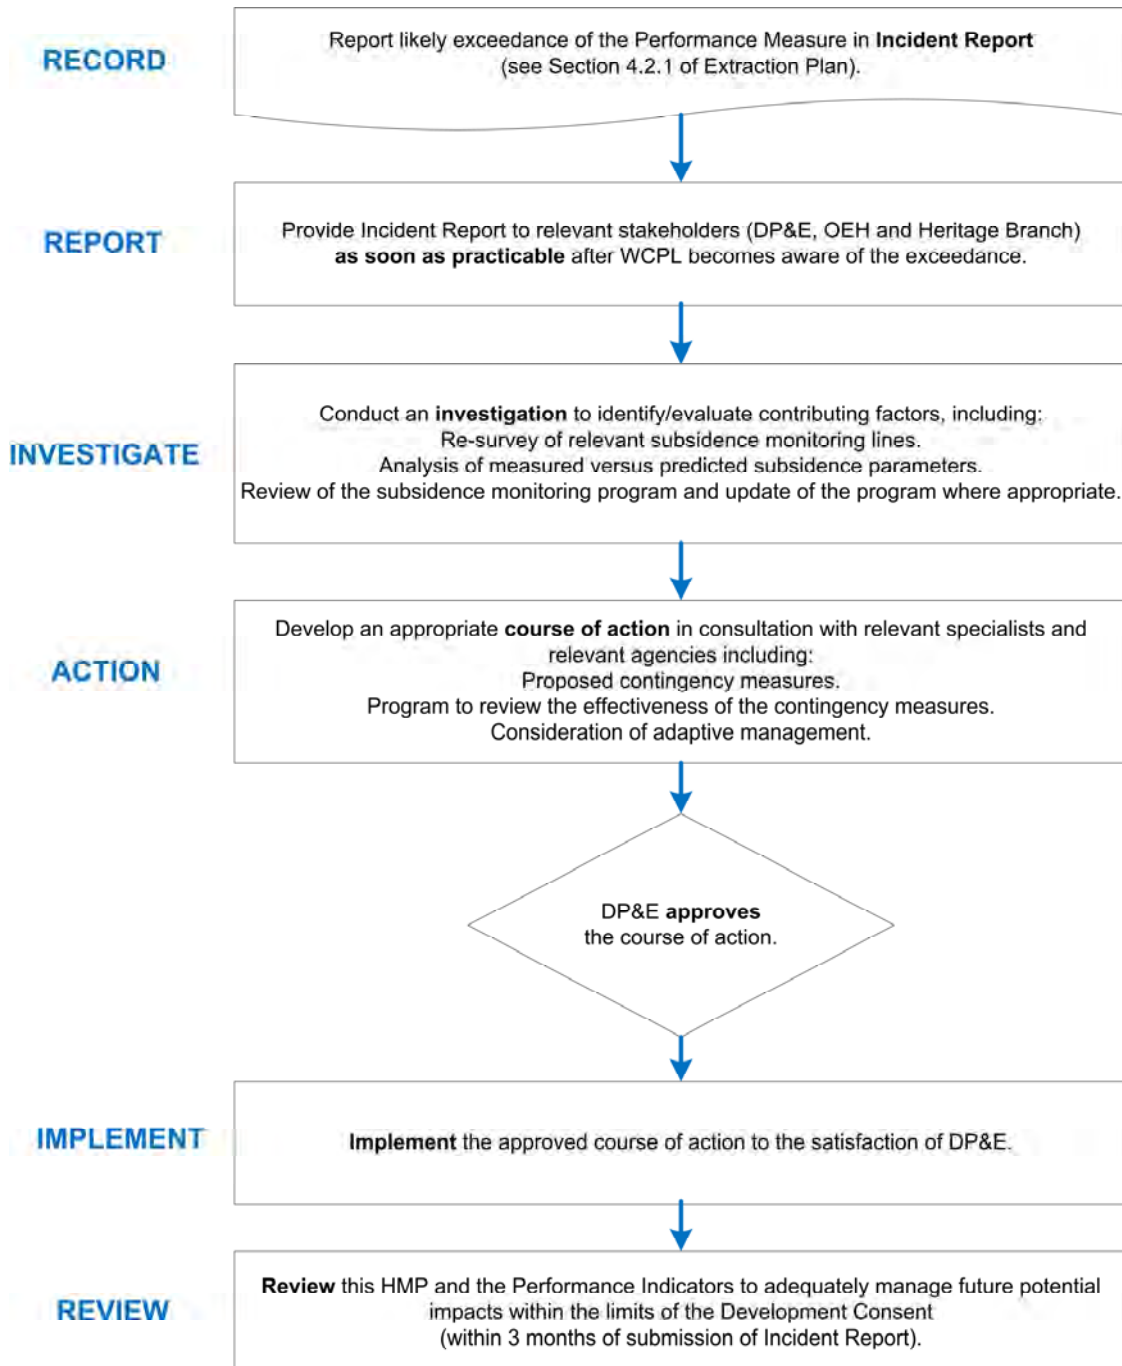 RECORD
Report likely exceedance of the Performance Measure in Incident Report
(see Section 4.2.1 of Extraction Plan).
REPORT
Provide Incident Report to relevant stakeholders (DP&E, OEH and Heritage Branch)
as soon as practicable after WCPL becomes aware of the exceedance.
INVESTIGATE
Conduct an investigation to identify/evaluate contributing factors, including:
Re-survey of relevant subsidence monitoring lines.
Analysis of measured versus predicted subsidence parameters.
Review of the subsidence monitoring program and update of the program where appropriate.
ACTION
Develop an appropriate course of action in consultation with relevant specialists and
relevant agencies including:
Proposed contingency measures.
Program to review the effectiveness of the contingency measures.
Consideration of adaptive management.
DP&E approves
the course of action.
IMPLEMENT
Implement the approved course of action to the satisfaction of DP&E.
REVIEW
Review this HMP and the Performance Indicators to adequately manage future potential
impacts within the limits of the Development Consent
(within 3 months of submission of Incident Report).